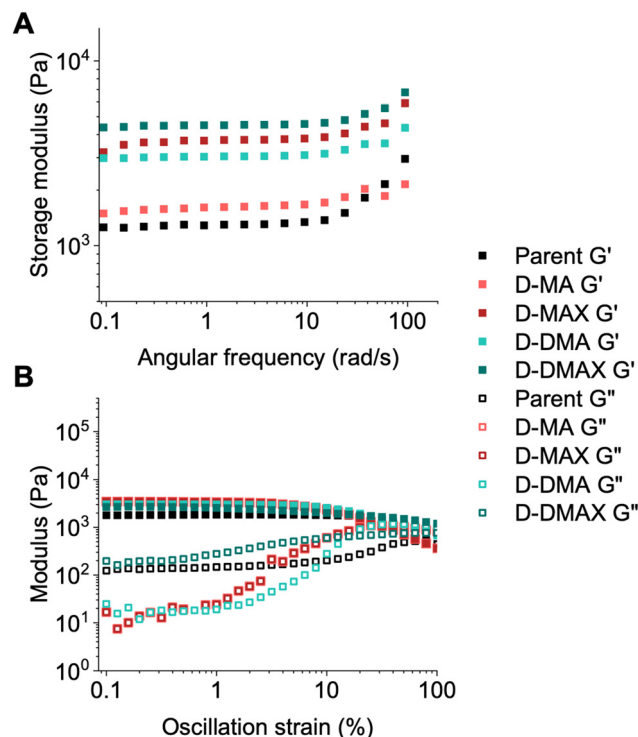 A
Storage modulus (Pa)
10⁴
10³
0.1 1 10 100
Angular frequency (rad/s)
B
Modulus (Pa)
10⁵
10⁴
10³
10²
10¹
10⁰
0.1 1 10 100
Oscillation strain (%)
Parent G'
D-MA G'
D-MAX G'
D-DMA G'
D-DMAX G'
Parent G"
D-MA G"
D-MAX G"
D-DMA G"
D-DMAX G"